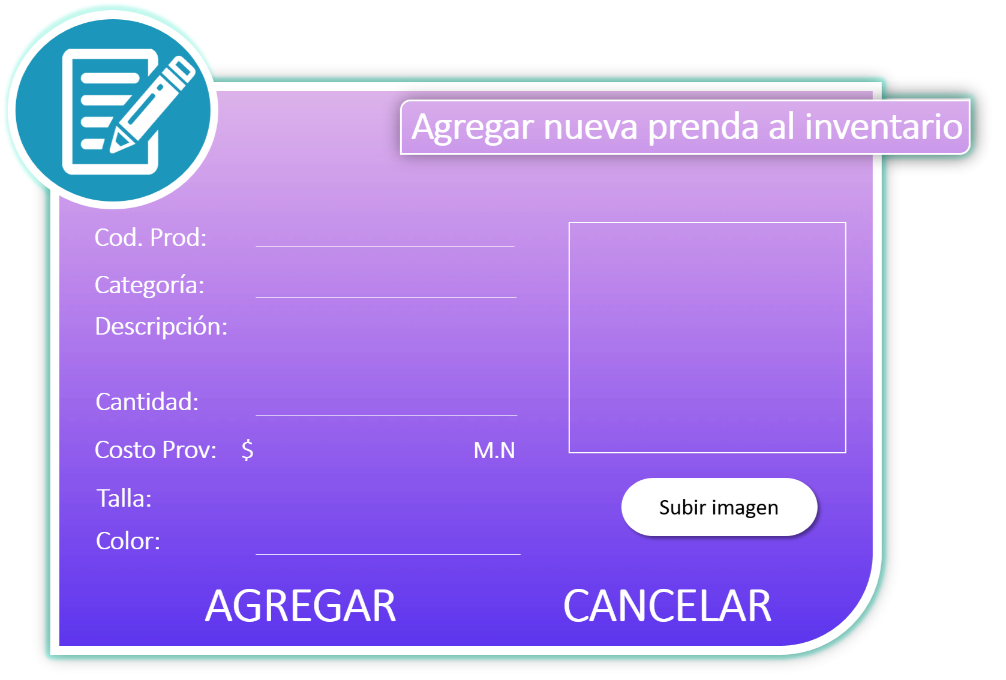 Agregar nueva prenda al inventario
Cod. Prod:
Categoría:
Descripción:
Cantidad:
Costo Prov: $ M.N
Talla:
Subir imagen
Color:
AGREGAR CANCELAR